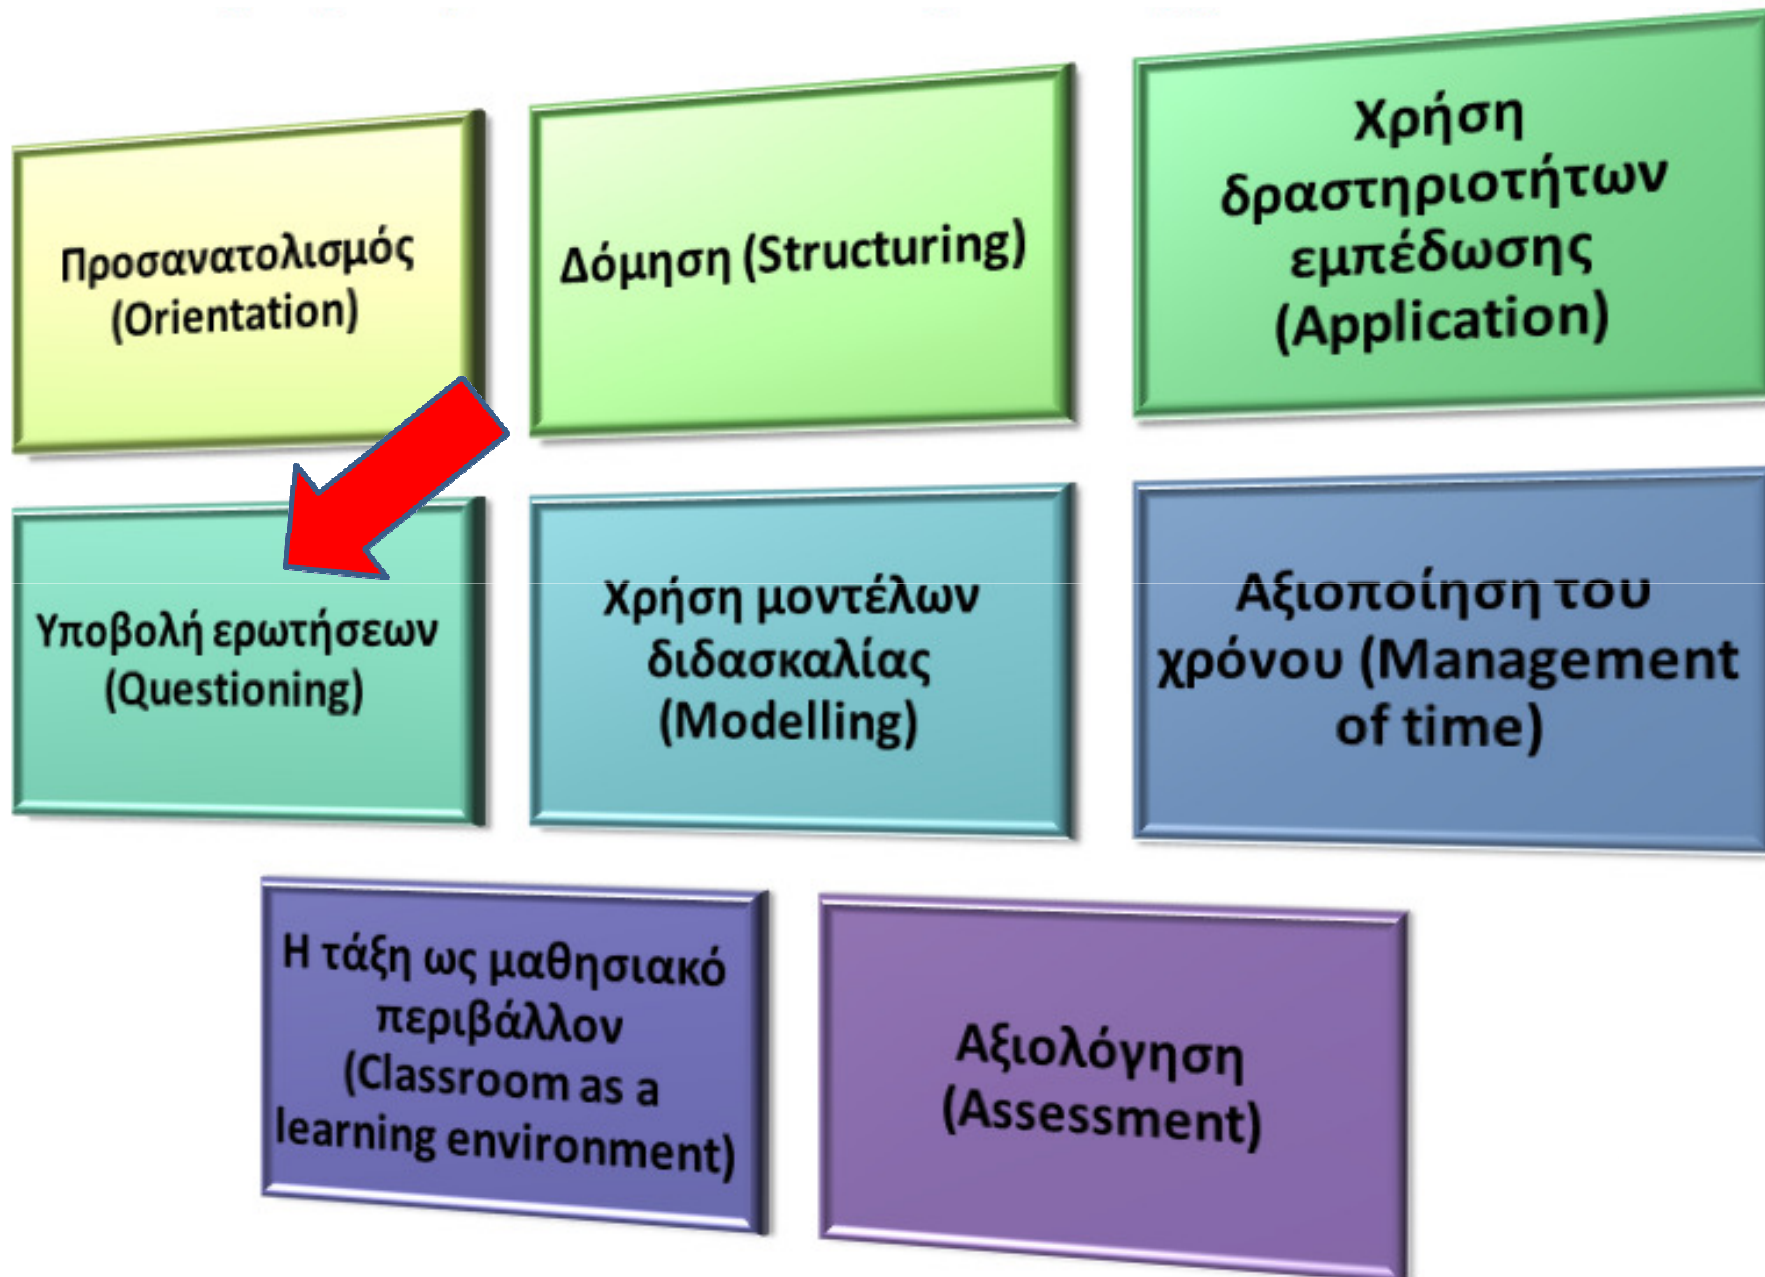 Προσανατολισμός
(Orientation)
Δόμηση (Structuring)
Χρήση
δραστηριοτήτων
εμπέδωσης
(Application)
Υποβολή ερωτήσεων
(Questioning)
Χρήση μοντέλων
διδασκαλίας
(Modelling)
Αξιοποίηση του
χρόνου (Management
of time)
Η τάξη ως μαθησιακό
περιβάλλον
(Classroom as a
learning environment)
Αξιολόγηση
(Assessment)